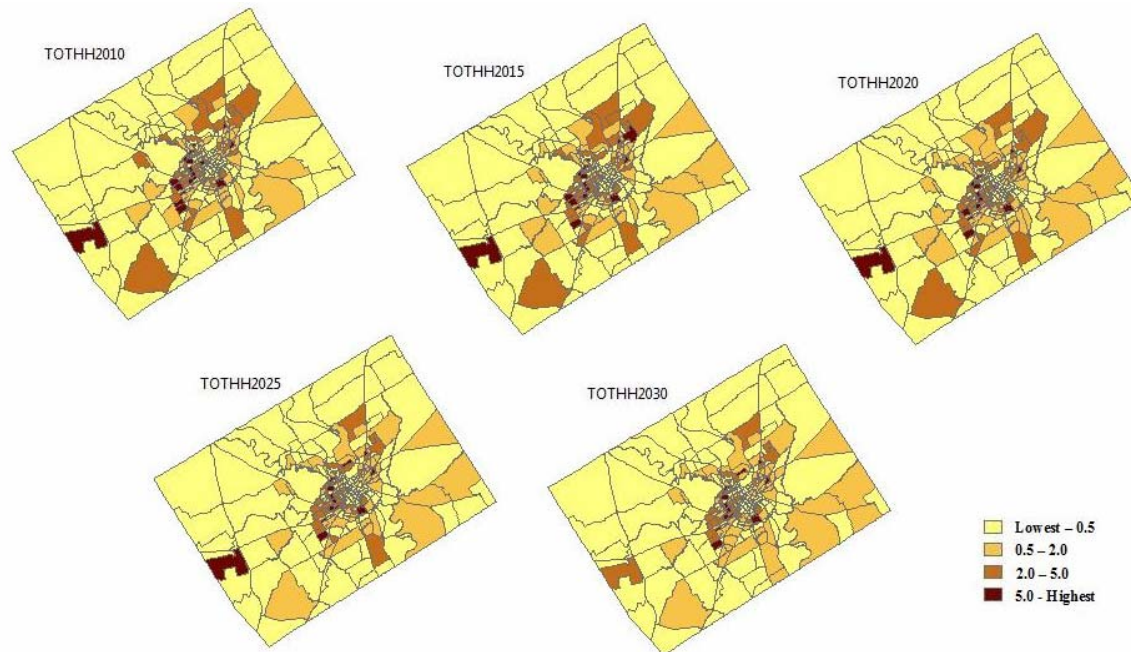 TOTHH2010
TOTHH2015
TOTHH2020
TOTHH2025
TOTHH2030
Lowest – 0.5
0.5 – 2.0
2.0 – 5.0
5.0 - Highest